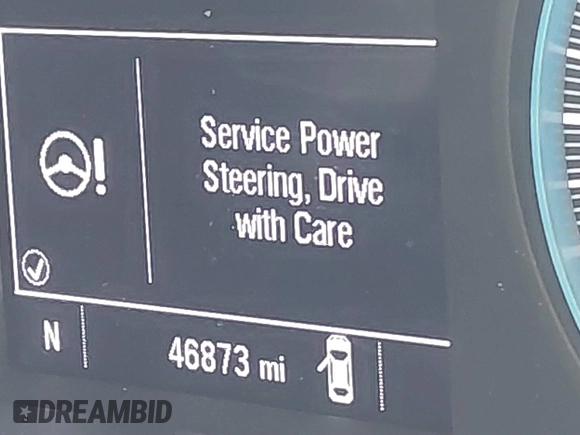 Service Power
Steering, Drive
with Care
N
46873 mi
DREAMBID